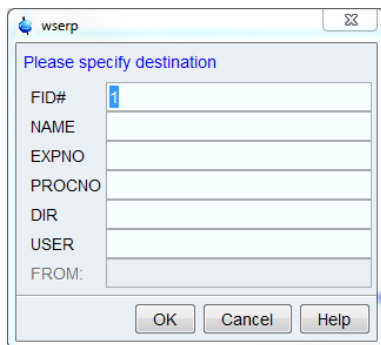 wserp
Please specify destination
FID# 1
NAME
EXPNO
PROCNO
DIR
USER
FROM:
OK Cancel Help